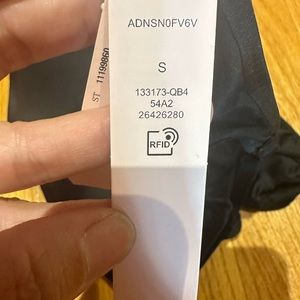 ADNSN0FV6V
S
133173-QB4
54A2
26426280
RFID
ST 11199860